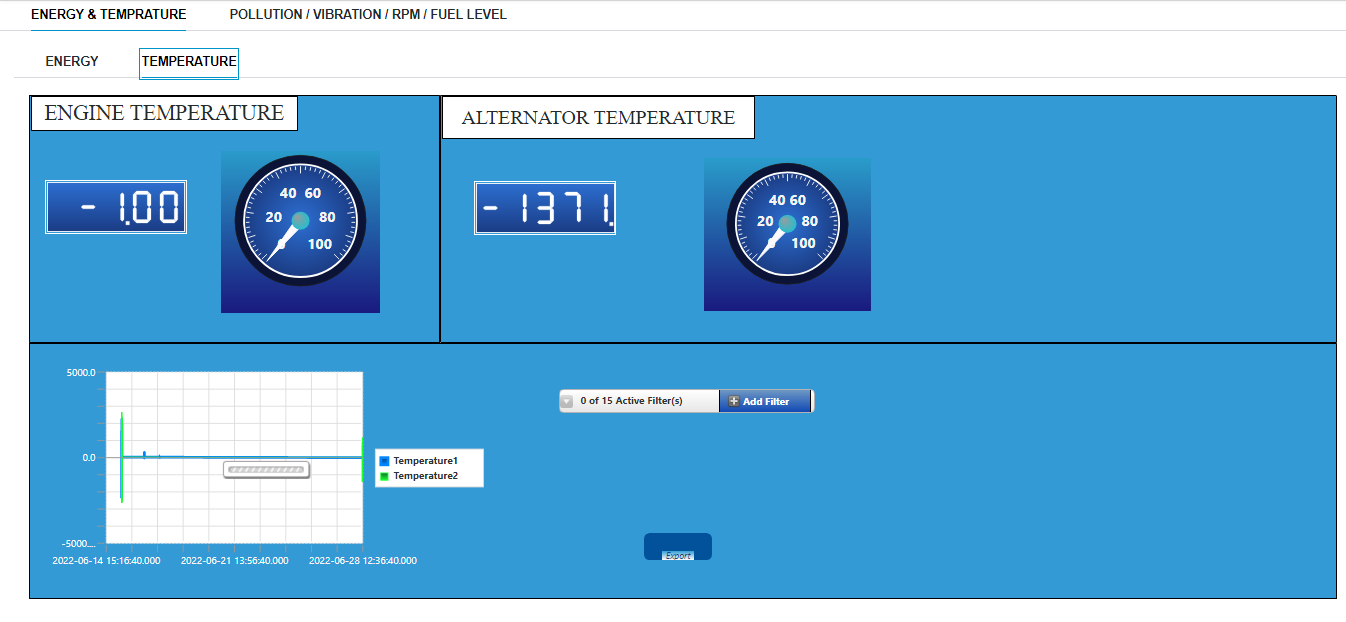 ENERGY & TEMPRATURE POLLUTION / VIBRATION / RPM / FUEL LEVEL
ENERGY TEMPERATURE
ENGINE TEMPERATURE
ALTERNATOR TEMPERATURE
- 1.00
20 40 60 80 100
- 1371.
20 40 60 80 100
5000.0
0.0
-5000....
2022-06-14 15:16:40.000 2022-06-21 13:56:40.000 2022-06-28 12:36:40.000
Temperature1
Temperature2
0 of 15 Active Filter(s) Add Filter
Export